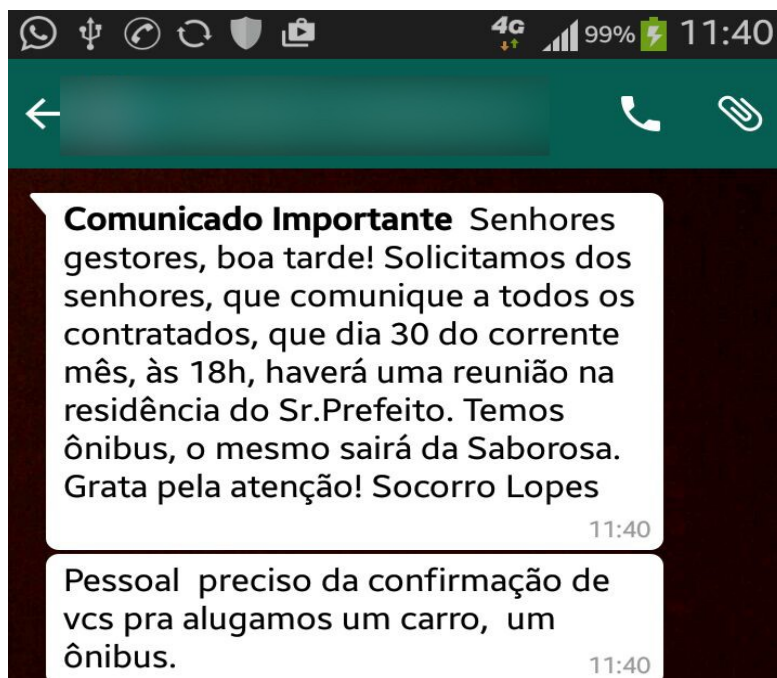 4G 99% 11:40
Comunicado Importante Senhores
gestores, boa tarde! Solicitamos dos
senhores, que comunique a todos os
contratados, que dia 30 do corrente
mês, às 18h, haverá uma reunião na
residência do Sr.Prefeito. Temos
ônibus, o mesmo sairá da Saborosa.
Grata pela atenção! Socorro Lopes
11:40
Pessoal preciso da confirmação de
vcs pra alugamos um carro, um
ônibus.
11:40